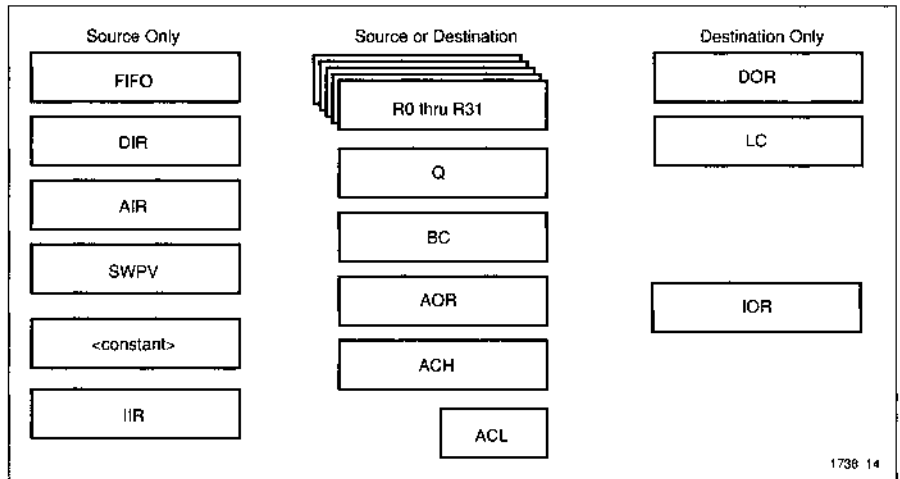 Source Only
FIFO
DIR
AIR
SWPV
<constant>
IIR
Source or Destination
R0 thru R31
Q
BC
AOR
ACH
ACL
Destination Only
DOR
LC
IOR
1738 14